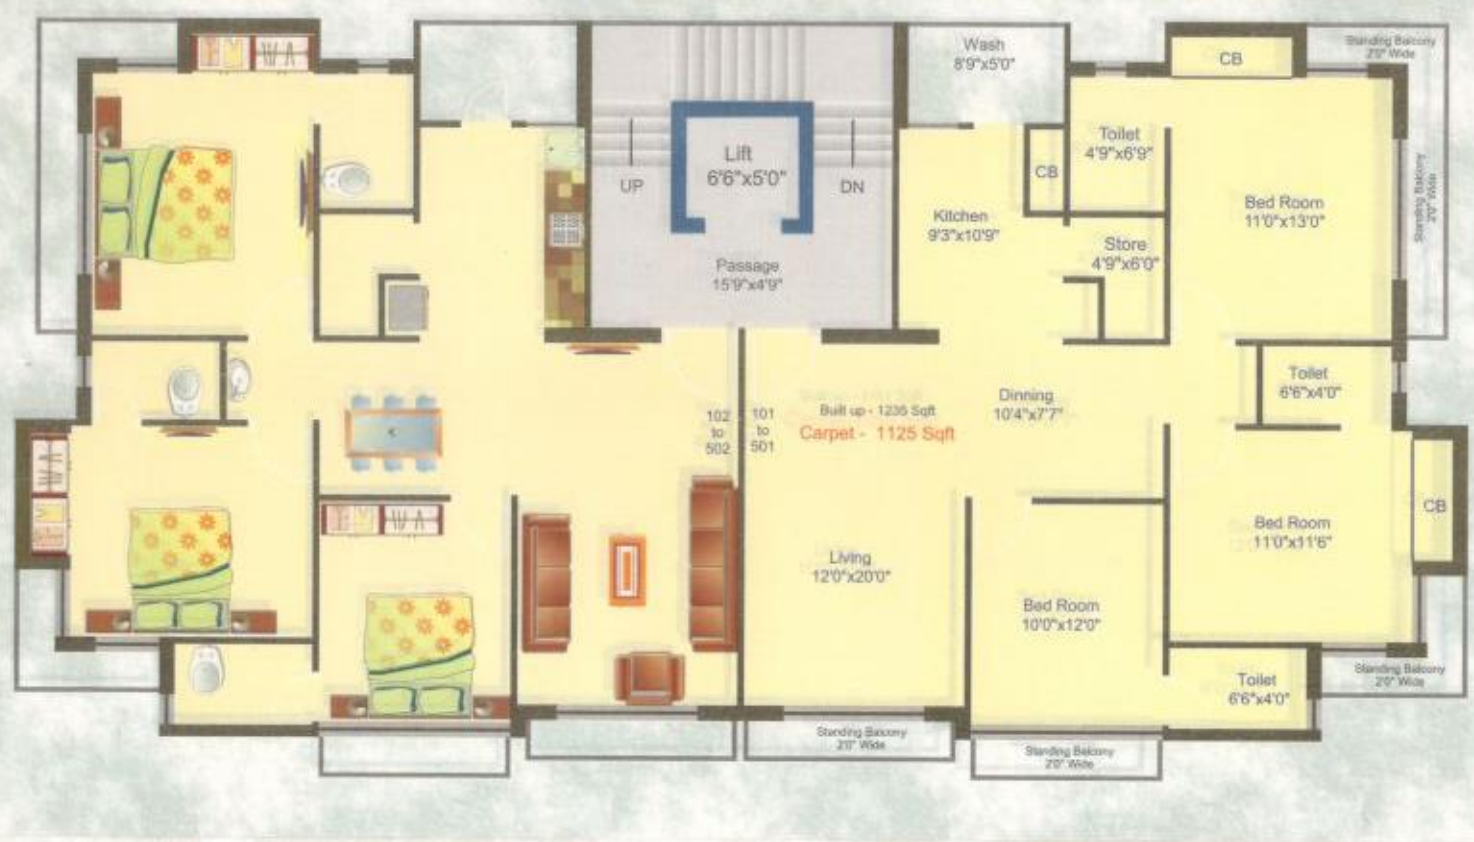 Wash
8'9"x5'0"
CB
Standing Balcony
2'0" Wide
Lift
6'6"x5'0"
UP
DN
Toilet
4'9"x6'9"
CB
Standing Balcony
2'0" Wide
Bed Room
11'0"x13'0"
Kitchen
9'3"x10'9"
Store
4'9"x6'0"
Passage
15'9"x4'9"
Toilet
6'6"x4'0"
Dinning
10'4"x7'7"
102
to
502
101
to
501
Built up - 1235 Sqft
Carpet - 1125 Sqft
CB
Bed Room
11'0"x11'6"
Living
12'0"x20'0"
Bed Room
10'0"x12'0"
Toilet
6'6"x4'0"
Standing Balcony
2'0" Wide
Standing Balcony
2'0" Wide
Standing Balcony
2'0" Wide